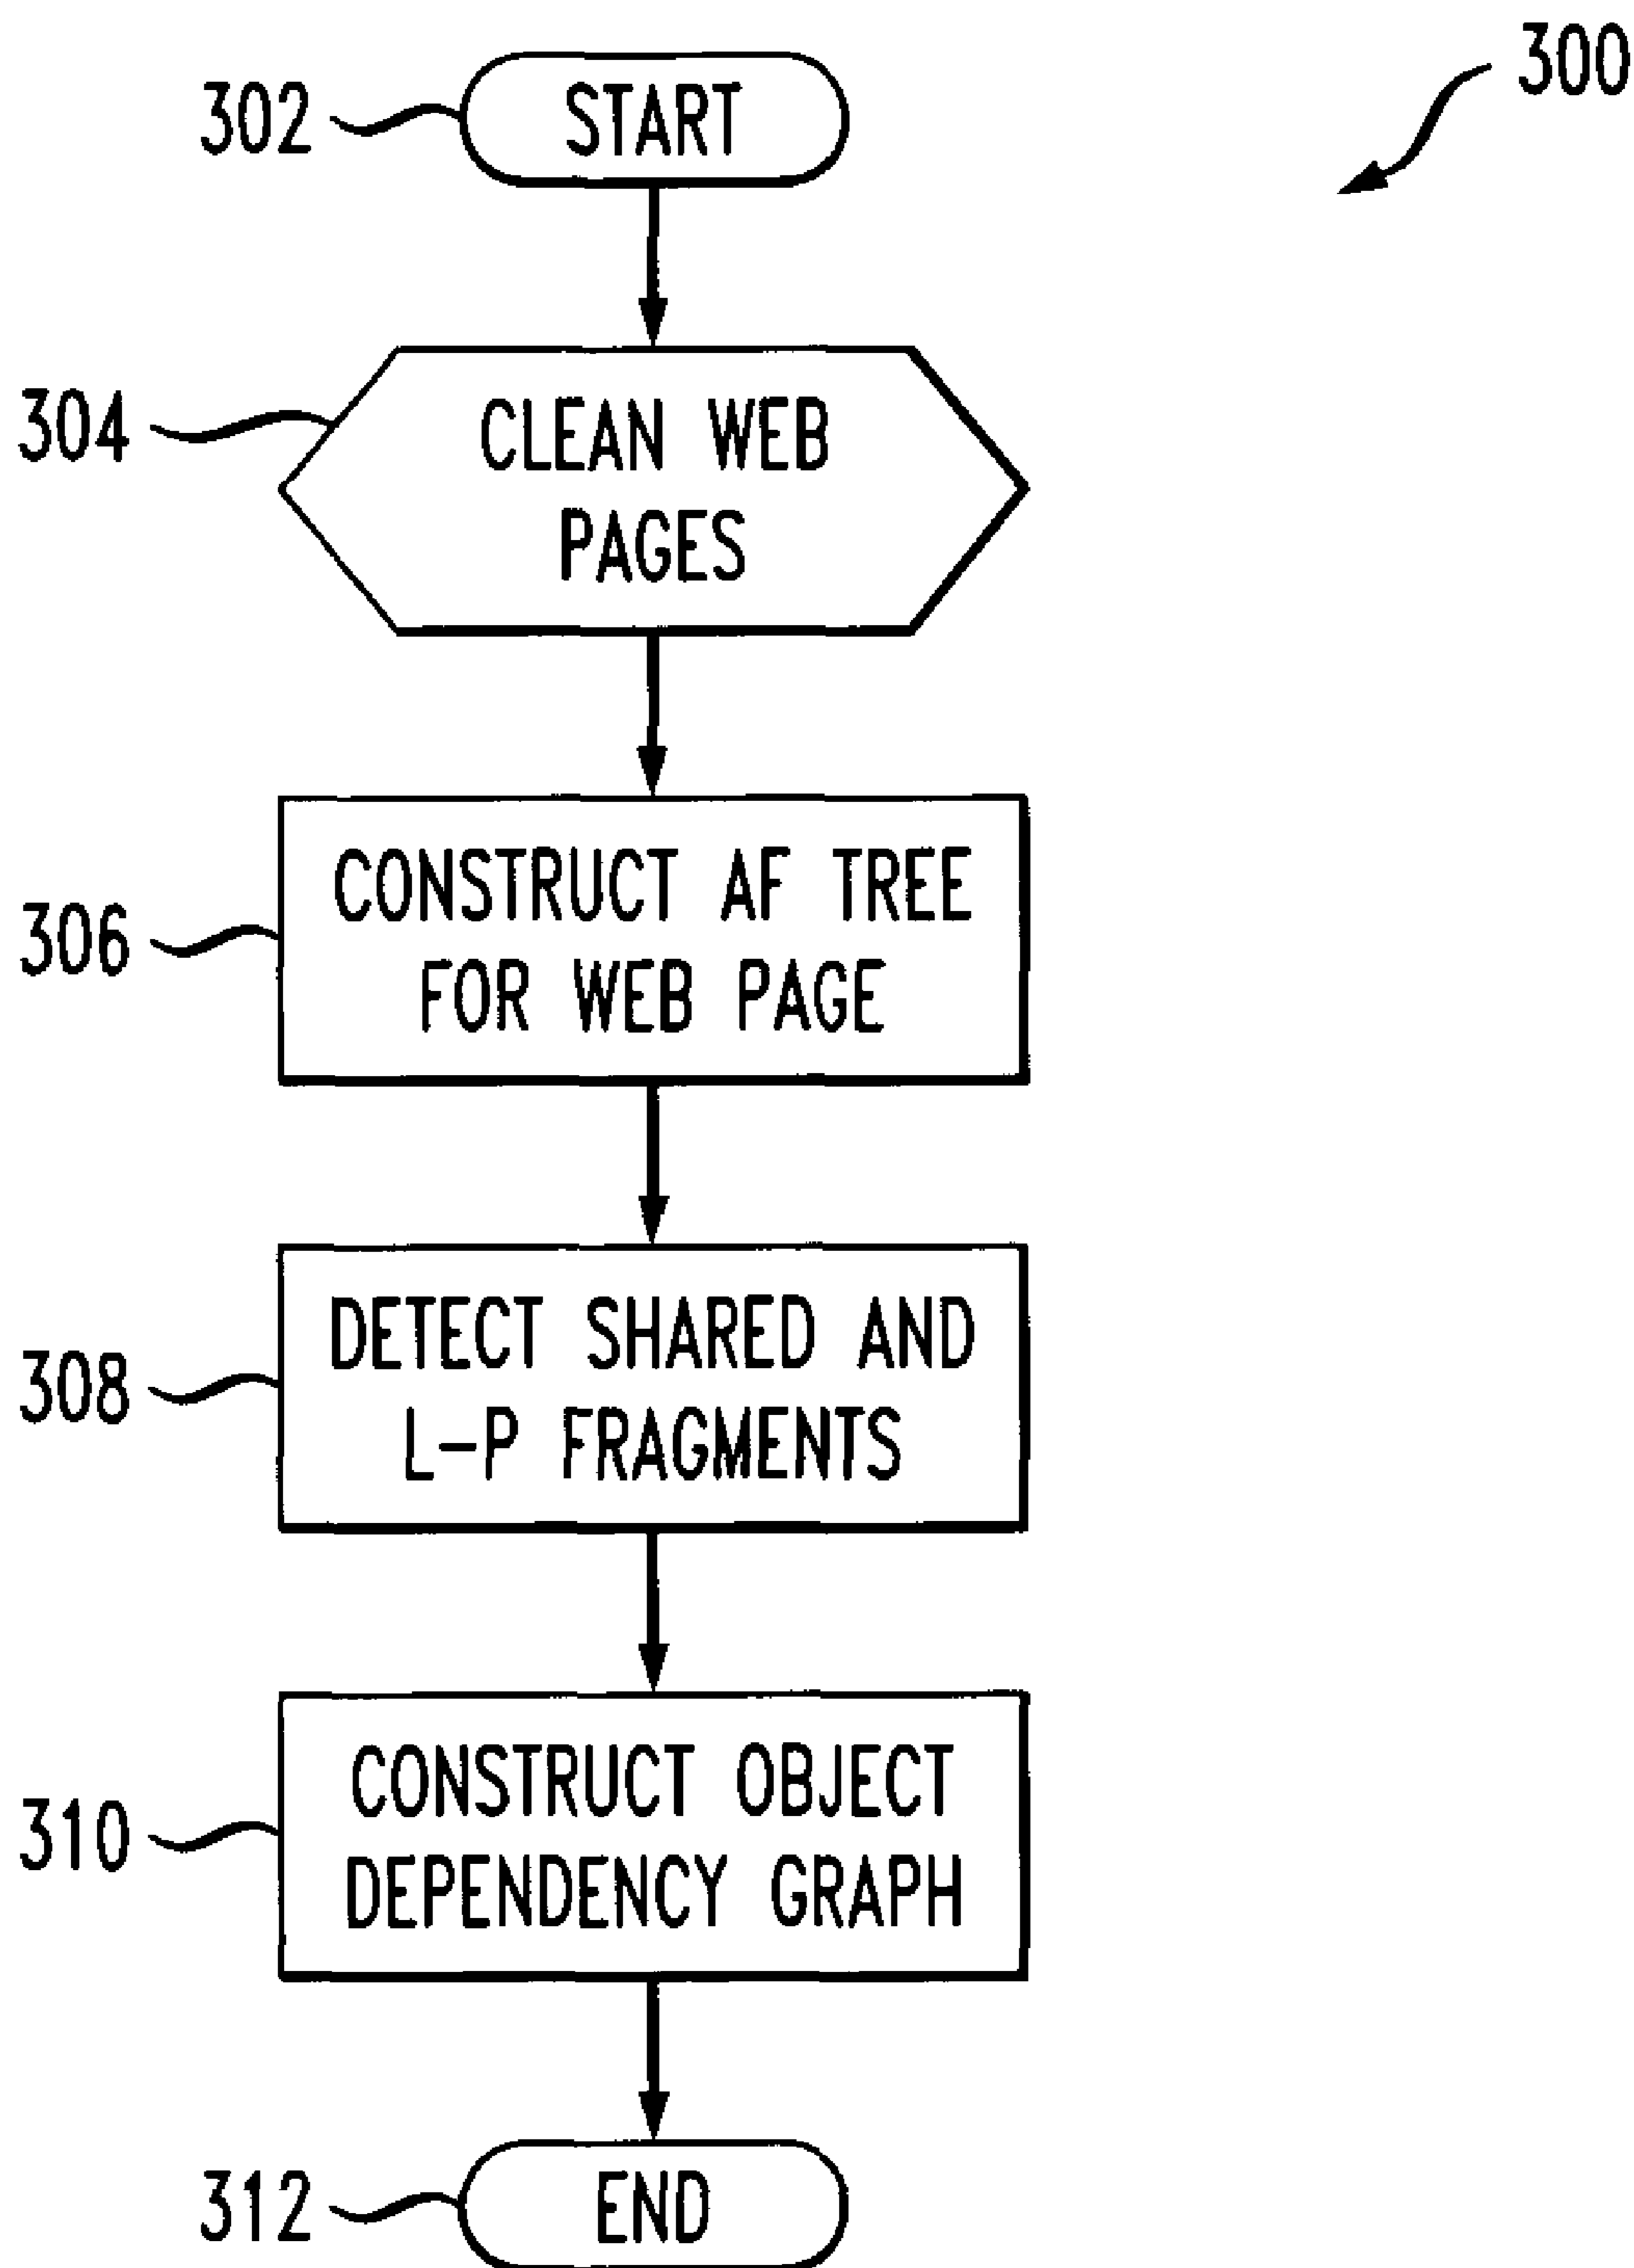 300
302
START
304
CLEAN WEB
PAGES
306
CONSTRUCT AF TREE
FOR WEB PAGE
308
DETECT SHARED AND
L-P FRAGMENTS
310
CONSTRUCT OBJECT
DEPENDENCY GRAPH
312
END